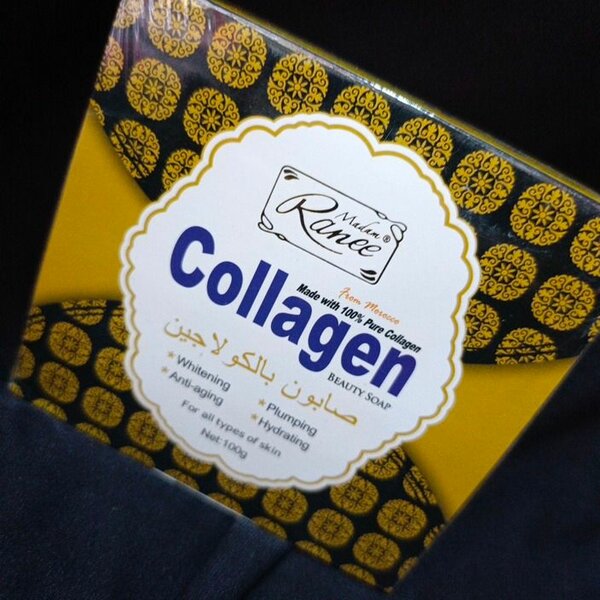 Madam ®
Ranee
Collagen
From Morocco
Made with 100% Pure Collagen
BEAUTY SOAP
صابون بالكولاجين
★ Whitening
★ Plumping
★ Anti-aging
★ Hydrating
For all types of skin
Net:100g